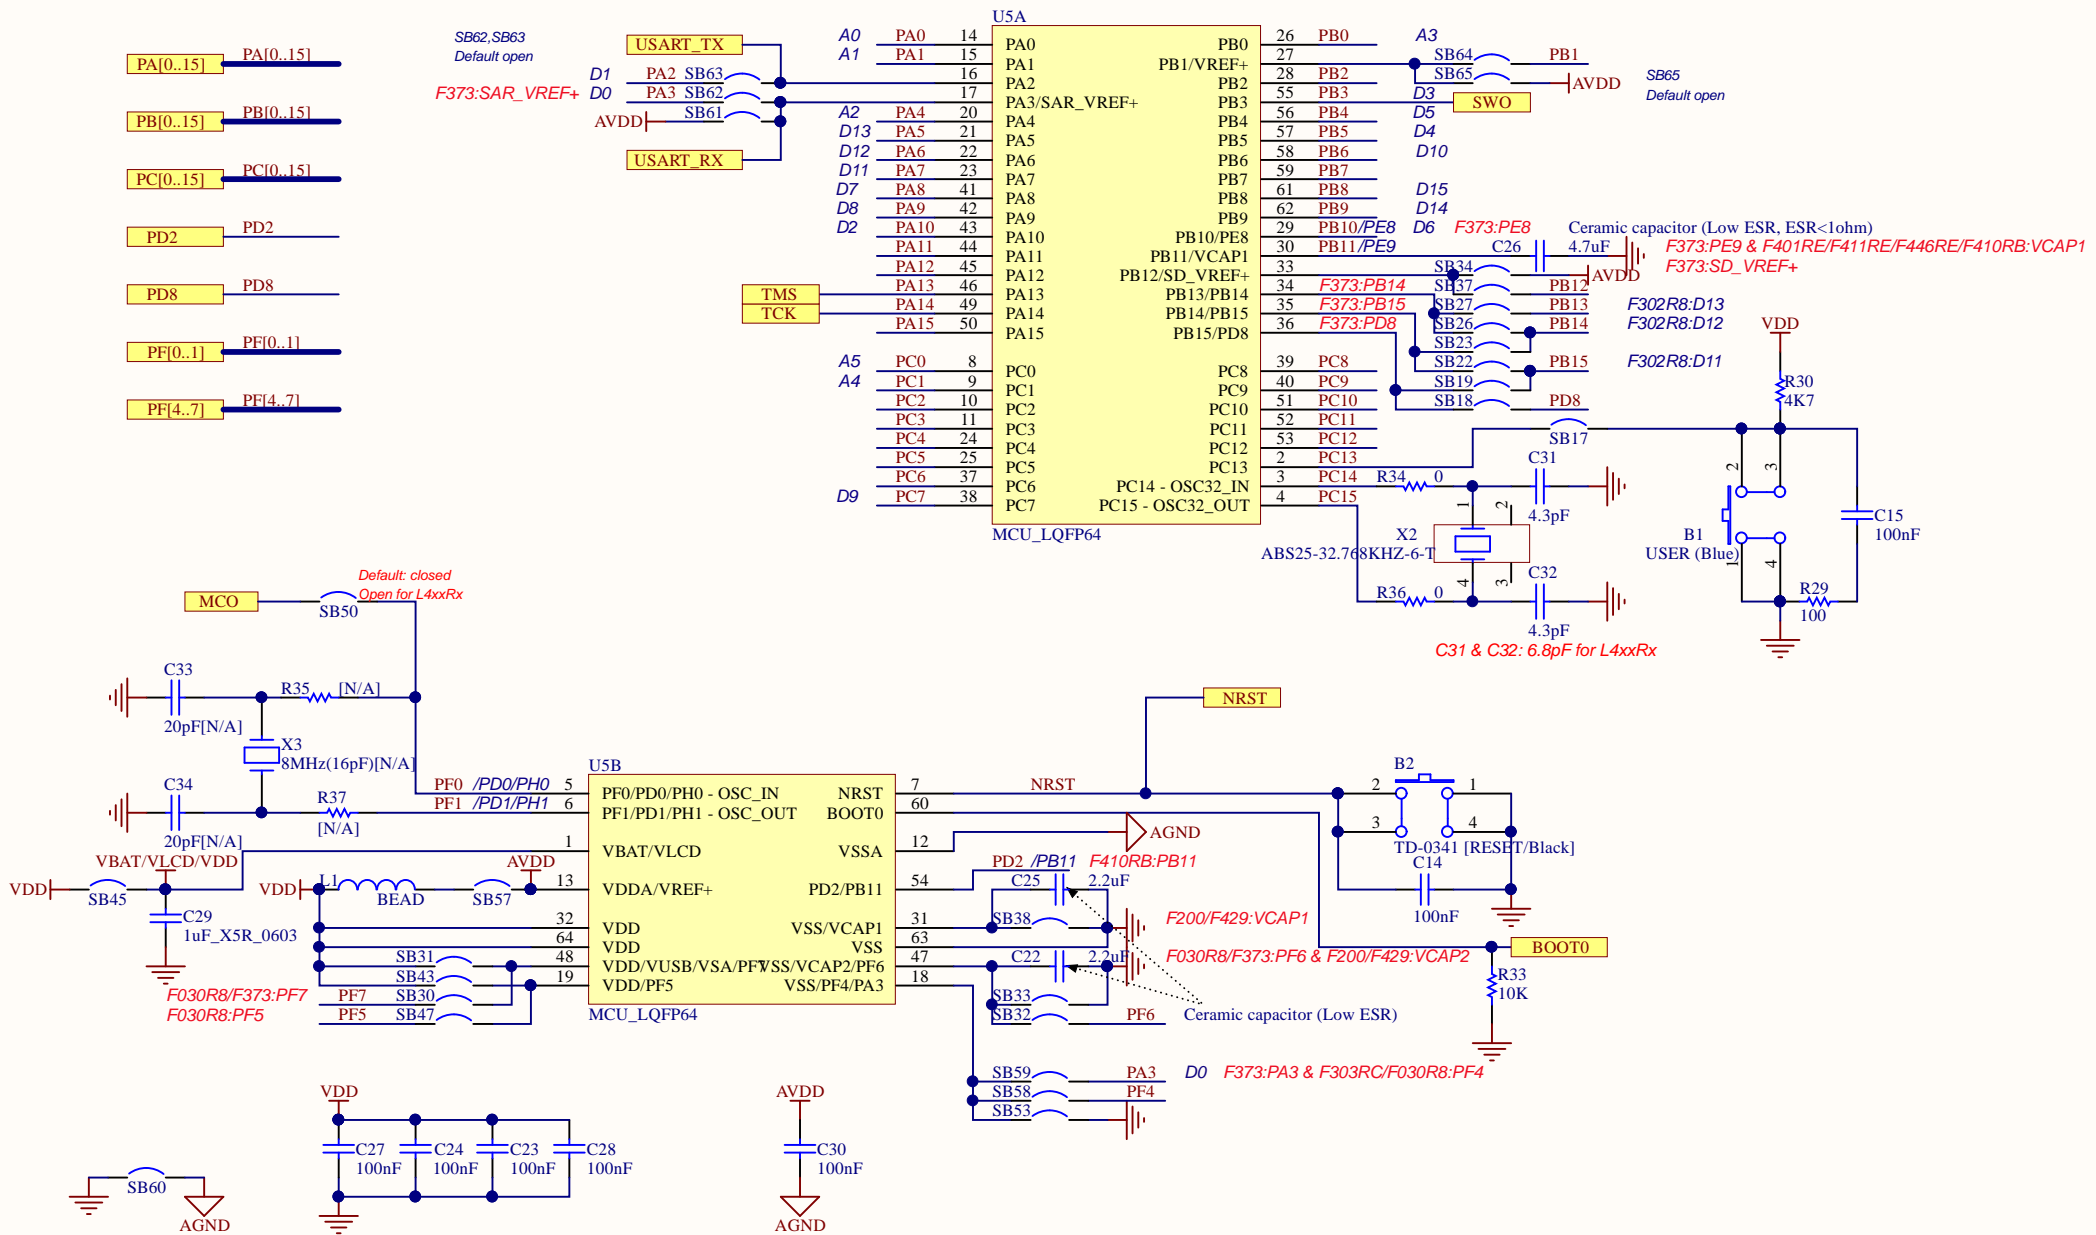 PA[0..15] PA[0..15]
PB[0..15] PB[0..15]
PC[0..15] PC[0..15]
PD2 PD2
PD8 PD8
PF[0..1] PF[0..1]
PF[4..7] PF[4..7]
SB62,SB63
Default open
USART_TX
D1 PA2 SB63
F373:SAR_VREF+ D0 PA3 SB62
AVDD SB61
USART_RX
TMS
TCK
U5A
A0 PA0 14 PA0
A1 PA1 15 PA1
16 PA2
17 PA3/SAR_VREF+
A2 PA4 20 PA4
D13 PA5 21 PA5
D12 PA6 22 PA6
D11 PA7 23 PA7
D7 PA8 41 PA8
D8 PA9 42 PA9
D2 PA10 43 PA10
PA11 44 PA11
PA12 45 PA12
PA13 46 PA13
PA14 49 PA14
PA15 50 PA15
A5 PC0 8 PC0
A4 PC1 9 PC1
PC2 10 PC2
PC3 11 PC3
PC4 24 PC4
PC5 25 PC5
PC6 37 PC6
D9 PC7 38 PC7
PB0 26 PB0 A3
PB1/VREF+ 27 SB64 PB1
PB2 28 PB2 SB65 AVDD
SB65
Default open
PB3 55 PB3 D3 SWO
PB4 56 PB4 D5
PB5 57 PB5 D4
PB6 58 PB6 D10
PB7 59 PB7
PB8 61 PB8 D15
PB9 62 PB9 D14
PB10/PE8 29 PB10/PE8 D6 F373:PE8 Ceramic capacitor (Low ESR, ESR<1ohm)
PB11/VCAP1 30 PB11/PE9 C26 4.7uF F373:PE9 & F401RE/F411RE/F446RE/F410RB:VCAP1
PB12/SD_VREF+ 33 SB34 AVDD F373:SD_VREF+
PB13/PB14 34 F373:PB14 SB37 PB12
PB14/PB15 35 F373:PB15 SB27 PB13 F302R8:D13
PB15/PD8 36 F373:PD8 SB26 PB14 F302R8:D12
SB23
PC8 39 PC8 SB22 PB15 F302R8:D11
PC9 40 PC9 SB19
PC10 51 PC10 SB18 PD8
PC11 52 PC11
PC12 53 PC12 SB17
PC13 2 PC13
PC14 - OSC32_IN 3 PC14 R34 0 C31
PC15 - OSC32_OUT 4 PC15 4.3pF
MCU_LQFP64
VDD
R30
4K7
1 2
X2
ABS25-32.768KHZ-6-T
4 3
R36 0 C32
4.3pF
C31 & C32: 6.8pF for L4xxRx
2 3
B1
USER (Blue)
1 4
C15
100nF
R29
100
Default: closed
Open for L4xxRx
MCO SB50
C33
20pF[N/A]
R35 [N/A]
X3
8MHz(16pF)[N/A]
C34
20pF[N/A]
R37
[N/A]
U5B
PF0 /PD0/PH0 5 PF0/PD0/PH0 - OSC_IN
PF1 /PD1/PH1 6 PF1/PD1/PH1 - OSC_OUT
VBAT/VLCD/VDD 1 VBAT/VLCD
VDD SB45
C29
1uF_X5R_0603
VDD L1 BEAD SB57 AVDD 13 VDDA/VREF+
32 VDD
64 VDD
SB31 48 VDD/VUSB/VSA/PF7
SB43 19 VDD/PF5
F030R8/F373:PF7 PF7 SB30
F030R8:PF5 PF5 SB47
MCU_LQFP64
NRST
NRST 7 NRST
BOOT0 60
VSSA 12 AGND
PD2/PB11 54 PD2 /PB11 F410RB:PB11
C25 2.2uF
VSS/VCAP1 31 SB38 F200/F429:VCAP1
VSS 63
VSS/VCAP2/PF6 47 C22 2.2uF F030R8/F373:PF6 & F200/F429:VCAP2
VSS/PF4/PA3 18
SB33
SB32 PF6 Ceramic capacitor (Low ESR)
SB59 PA3 D0 F373:PA3 & F303RC/F030R8:PF4
SB58 PF4
SB53
B2
2 1
3 4
TD-0341 [RESET/Black]
C14
100nF
BOOT0
R33
10K
VDD
C27
100nF
C24
100nF
C23
100nF
C28
100nF
AVDD
C30
100nF
AGND
SB60
AGND